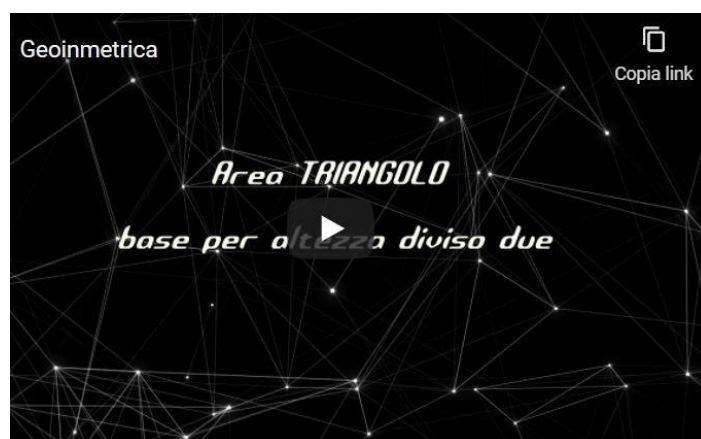 Geoinmetrica
Copia link
Area TRIANGOLO
base per altezza diviso due